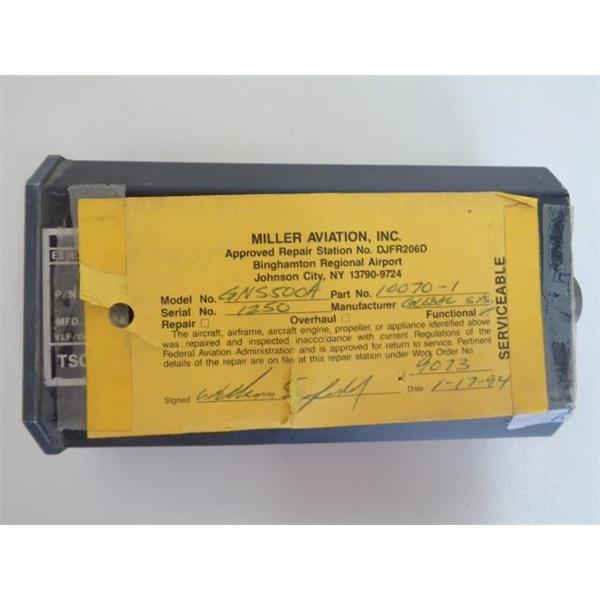 MILLER AVIATION, INC.
Approved Repair Station No. DJFR206D
Binghamton Regional Airport
Johnson City, NY 13790-9724
Model No. GNS500A Part No. 10070-1
Serial No. 1250 Manufacturer GLOBAL SYS.
Repair □ Overhaul □ Functional
The aircraft, airframe, aircraft engine, propeller, or appliance identified above
was repaired and inspected inaccordance with current Regulations of the
Federal Aviation Administration and is approved for return to service. Pertinent
details of the repair are on file at this repair station under Work Order No.
9073
Signed Date 1-17-94
SERVICEABLE
P/N
MFD.
VLF/O
TSO